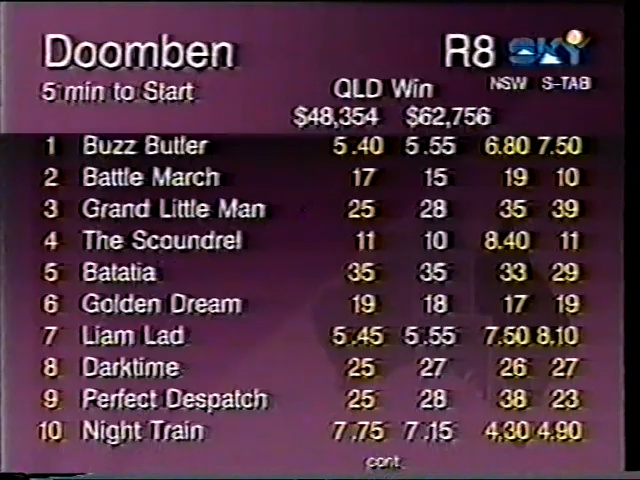 Doomben R8 SKY
5 min to Start QLD Win NSW S-TAB
$48,354 $62,756
1 Buzz Butler 5.40 5.55 6.80 7.50
2 Battle March 17 15 19 10
3 Grand Little Man 25 28 35 39
4 The Scoundrel 11 10 8.40 11
5 Batatia 35 35 33 29
6 Golden Dream 19 18 17 19
7 Liam Lad 5.45 5.55 7.50 8.10
8 Darktime 25 27 26 27
9 Perfect Despatch 25 28 38 23
10 Night Train 7.75 7.15 4.30 4.90
cont